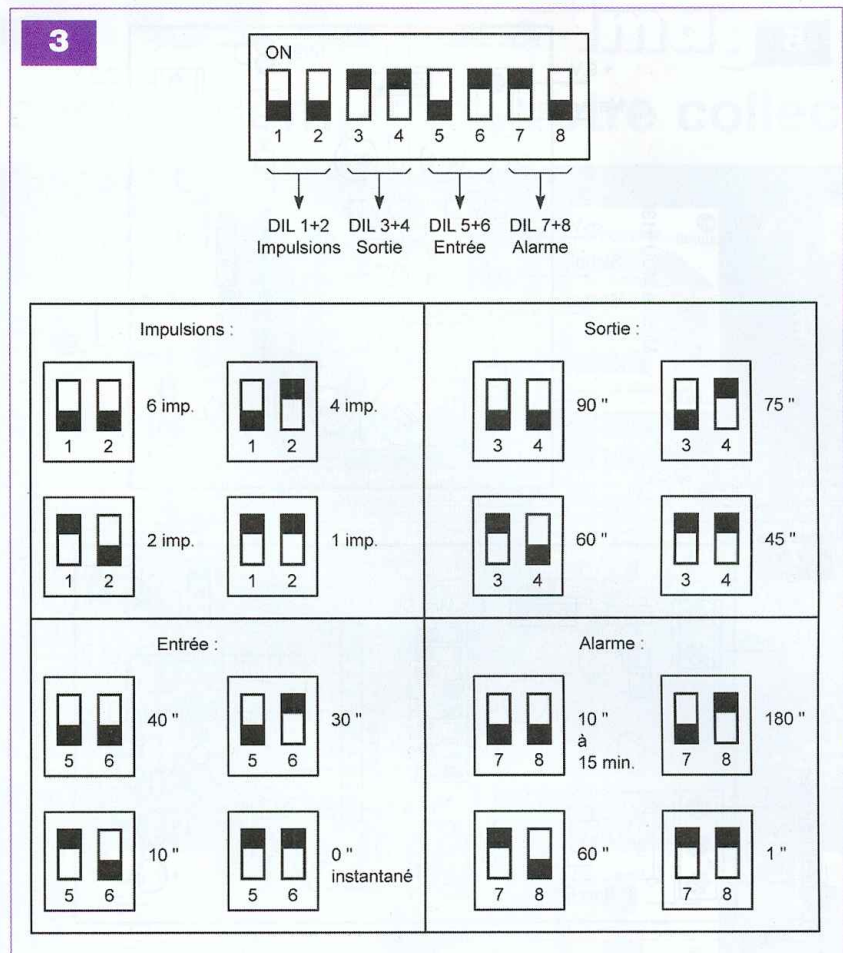 3
ON
1 2 3 4 5 6 7 8
DIL 1+2 DIL 3+4 DIL 5+6 DIL 7+8
Impulsions Sortie Entrée Alarme
Impulsions :
6 imp.
1 2
4 imp.
1 2
2 imp.
1 2
1 imp.
1 2
Sortie :
90 "
3 4
75 "
3 4
60 "
3 4
45 "
3 4
Entrée :
40 "
5 6
30 "
5 6
10 "
5 6
0 "
instantané
5 6
Alarme :
10 "
à
15 min.
7 8
180 "
7 8
60 "
7 8
1 "
7 8